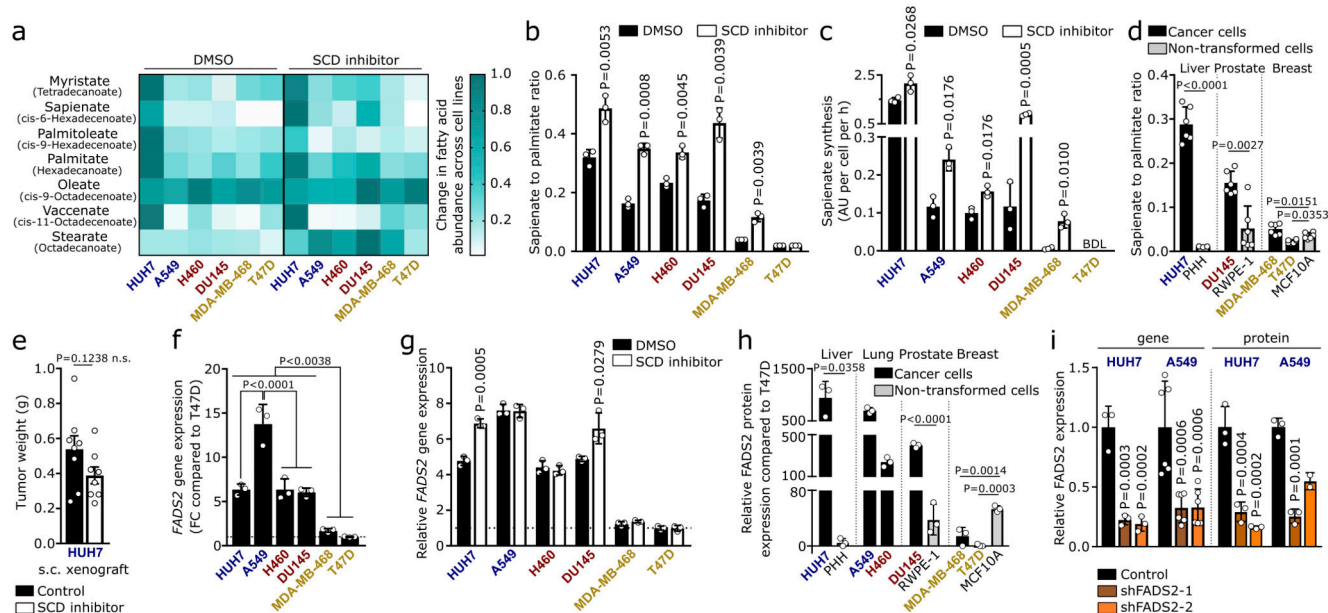 a
DMSO
SCD inhibitor
Myristate
(Tetradecanoate)
Sapienate
(cis-6-Hexadecenoate)
Palmitoleate
(cis-9-Hexadecenoate)
Palmitate
(Hexadecanoate)
Oleate
(cis-9-Octadecenoate)
Vaccenate
(cis-11-Octadecenoate)
Stearate
(Octadecanoate)
HUH7
A549
H460
DU145
MDA-MB-468
T47D
HUH7
A549
H460
DU145
MDA-MB-468
T47D
1.0
0.8
0.6
0.4
0.2
Change in fatty acid
abundance across cell lines
b
DMSO
SCD inhibitor
Sapienate to palmitate ratio
0.6
0.4
0.2
0.0
P=0.0053
P=0.0008
P=0.0045
P=0.0039
P=0.0039
HUH7
A549
H460
DU145
MDA-MB-468
T47D
c
DMSO
SCD inhibitor
Sapienate synthesis
(AU per cell per h)
2.5
0.5
0.4
0.3
0.2
0.1
0.0
P=0.0268
P=0.0176
P=0.0176
P=0.0005
P=0.0100
BDL
HUH7
A549
H460
DU145
MDA-MB-468
T47D
d
Cancer cells
Non-transformed cells
Liver
Prostate
Breast
Sapienate to palmitate ratio
0.4
0.3
0.2
0.1
0.0
P<0.0001
P=0.0027
P=0.0151
P=0.0353
HUH7
PHH
DU145
RWPE-1
MDA-MB-468
T47D
MCF10A
e
P=0.1238 n.s.
Tumor weight (g)
1.0
0.8
0.6
0.4
0.2
0.0
HUH7
s.c. xenograft
DMSO
SCD inhibitor
f
FADS2 gene expression
(FC compared to T47D)
20
15
10
5
0
P<0.0038
P<0.0001
HUH7
A549
H460
DU145
MDA-MB-468
T47D
g
DMSO
SCD inhibitor
Relative FADS2 gene expression
10
8
6
4
2
0
P=0.0005
P=0.0279
HUH7
A549
H460
DU145
MDA-MB-468
T47D
h
Liver
Lung
Prostate
Breast
Cancer cells
Non-transformed cells
Relative FADS2 protein
expression compared to T47D
1500
500
500
100
80
0
P=0.0358
P<0.0001
P=0.0014
P=0.0003
HUH7
PHH
A549
H460
DU145
RWPE-1
MDA-MB-468
T47D
MCF10A
i
gene
protein
HUH7
A549
HUH7
A549
Relative FADS2 expression
1.5
1.0
0.5
0.0
P=0.0003
P=0.0002
P=0.0006
P=0.0006
P=0.0004
P=0.0002
P=0.0001
Control
shFADS2-1
shFADS2-2